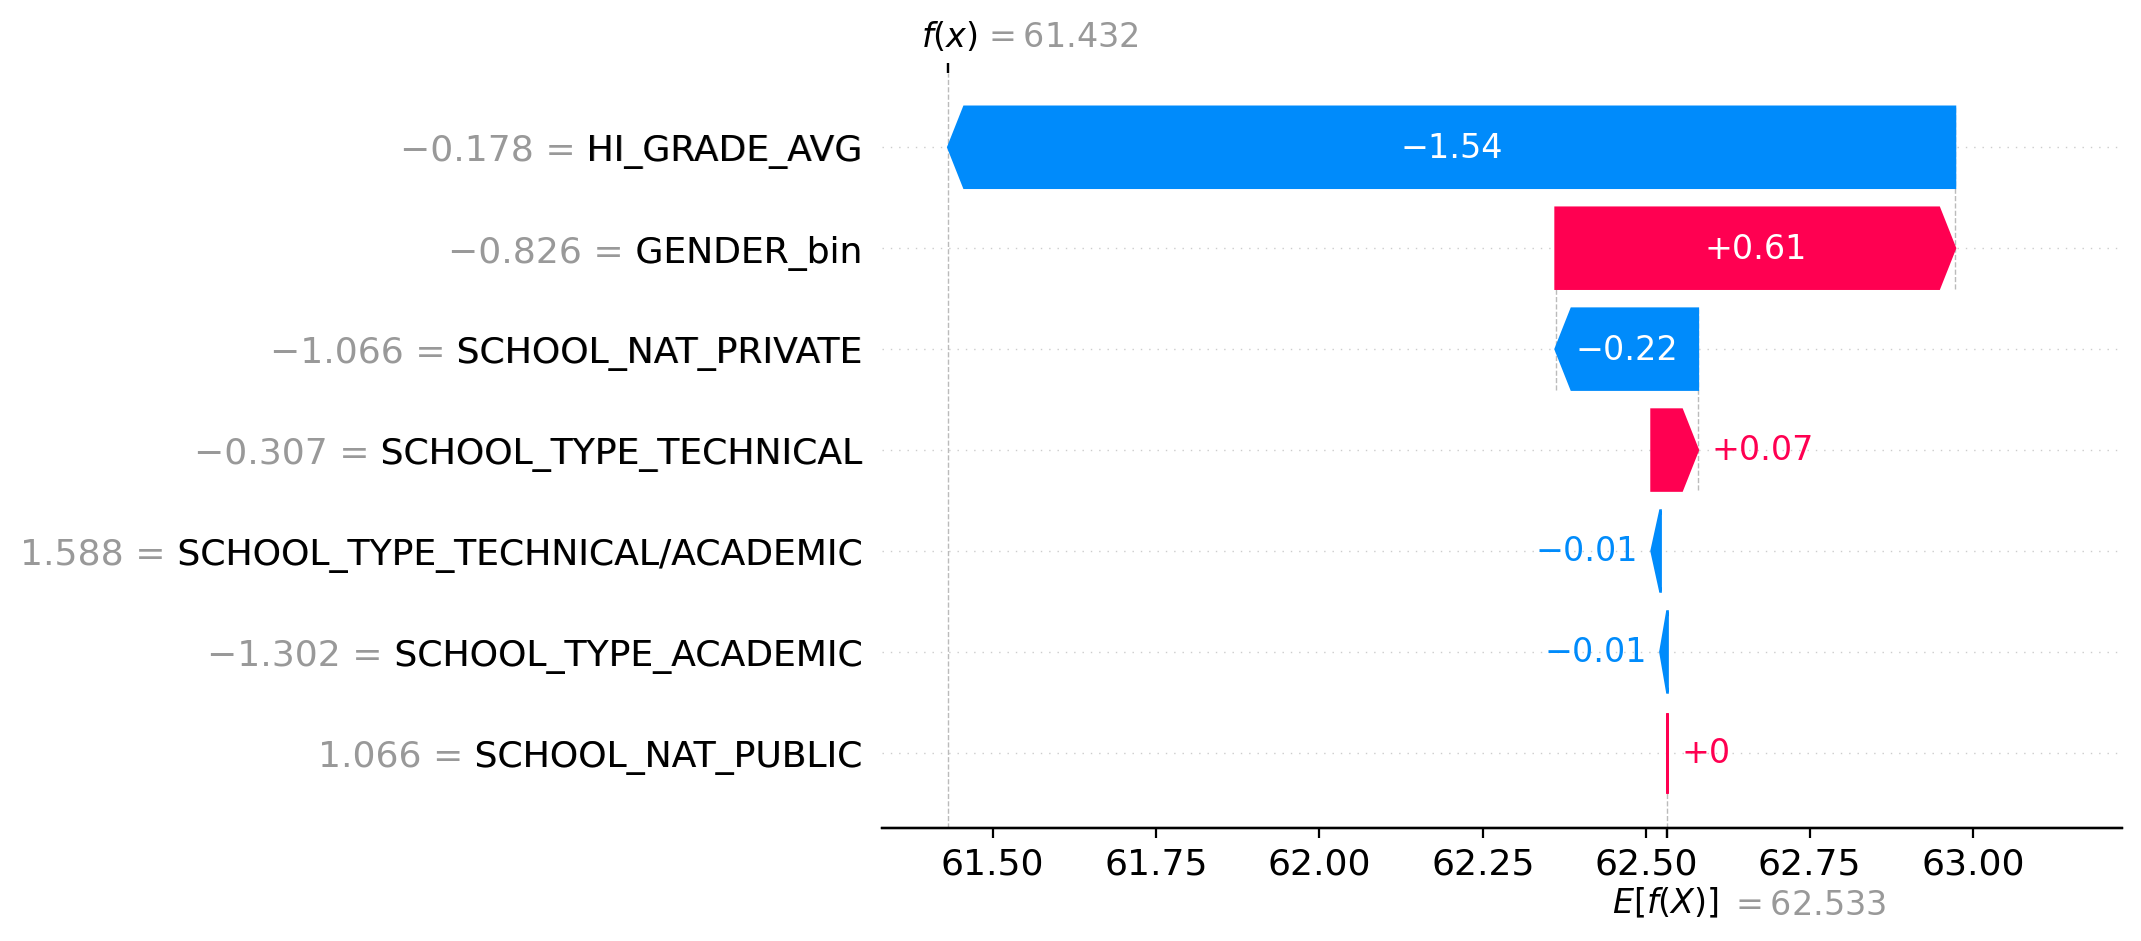 f(x) = 61.432
−0.178 = HI_GRADE_AVG −1.54
−0.826 = GENDER_bin +0.61
−1.066 = SCHOOL_NAT_PRIVATE −0.22
−0.307 = SCHOOL_TYPE_TECHNICAL +0.07
1.588 = SCHOOL_TYPE_TECHNICAL/ACADEMIC −0.01
−1.302 = SCHOOL_TYPE_ACADEMIC −0.01
1.066 = SCHOOL_NAT_PUBLIC +0
61.50 61.75 62.00 62.25 62.50 62.75 63.00
E[f(X)] = 62.533